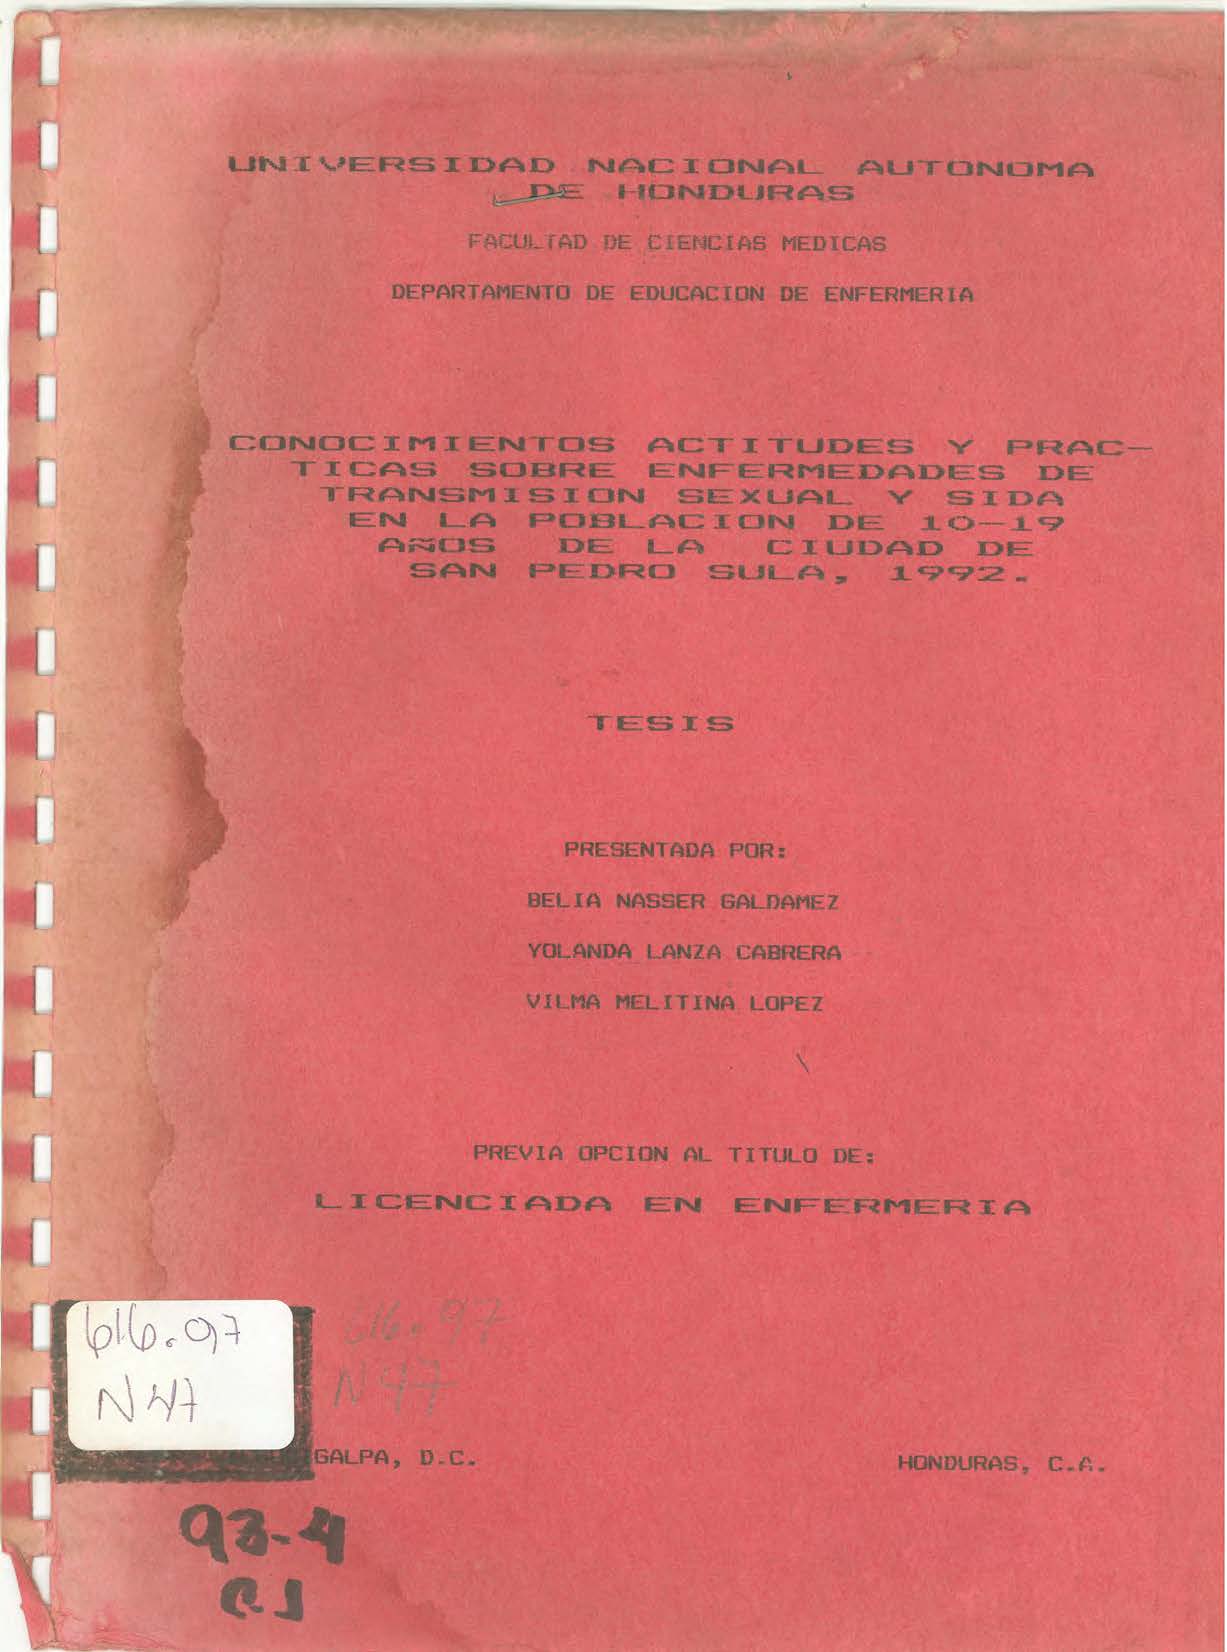 UNIVERSIDAD NACIONAL AUTONOMA
DE HONDURAS
FACULTAD DE CIENCIAS MEDICAS
DEPARTAMENTO DE EDUCACION DE ENFERMERIA
CONOCIMIENTOS ACTITUDES Y PRAC-
TICAS SOBRE ENFERMEDADES DE
TRANSMISION SEXUAL Y SIDA
EN LA POBLACION DE 10-19
AÑOS DE LA CIUDAD DE
SAN PEDRO SULA, 1992.
TESIS
PRESENTADA POR:
BELIA NASSER GALDAMEZ
YOLANDA LANZA CABRERA
VILMA MELITINA LOPEZ
PREVIA OPCION AL TITULO DE:
LICENCIADA EN ENFERMERIA
616.97
N47
616.97
N47
GALPA, D.C.
HONDURAS, C.A.
93-4